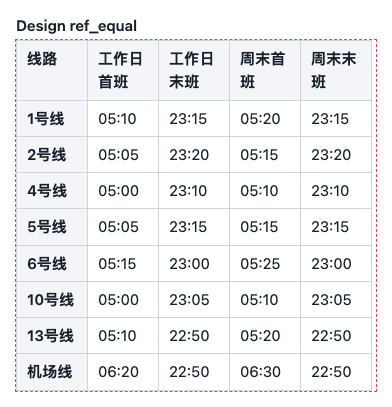 Design ref_equal
线路 工作日首班 工作日末班 周末首班 周末末班
1号线 05:10 23:15 05:20 23:15
2号线 05:05 23:20 05:15 23:20
4号线 05:00 23:10 05:10 23:10
5号线 05:05 23:15 05:15 23:15
6号线 05:15 23:00 05:25 23:00
10号线 05:00 23:05 05:10 23:05
13号线 05:10 22:50 05:20 22:50
机场线 06:20 22:50 06:30 22:50